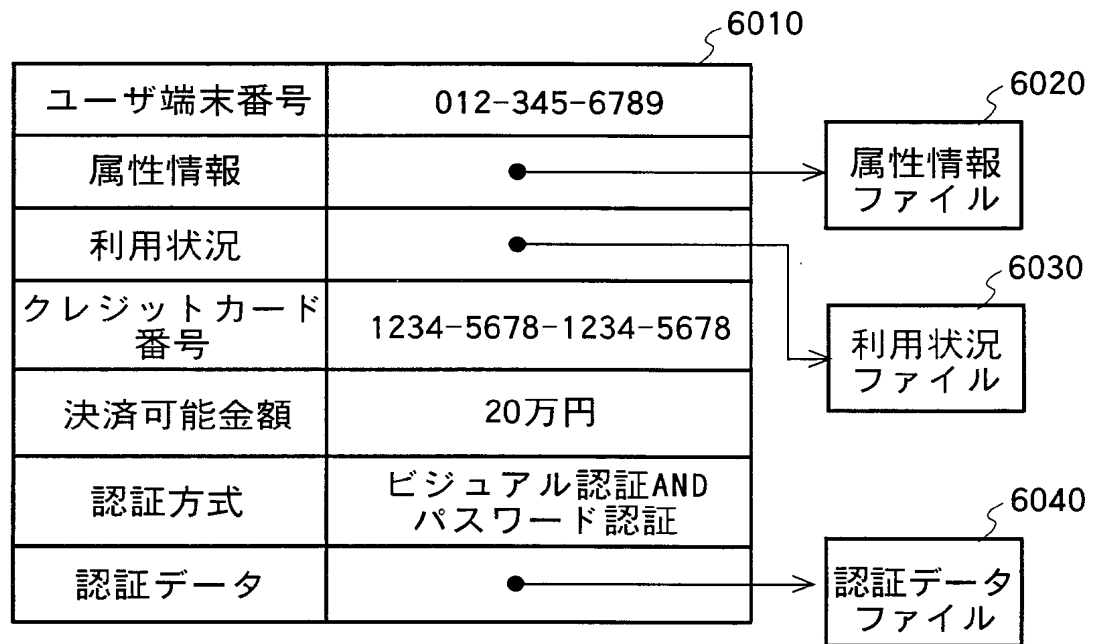 6010
ユーザ端末番号 012-345-6789
属性情報
利用状況
クレジットカード
番号
1234-5678-1234-5678
決済可能金額 20万円
認証方式
ビジュアル認証AND
パスワード認証
認証データ
6020
属性情報
ファイル
6030
利用状況
ファイル
6040
認証データ
ファイル